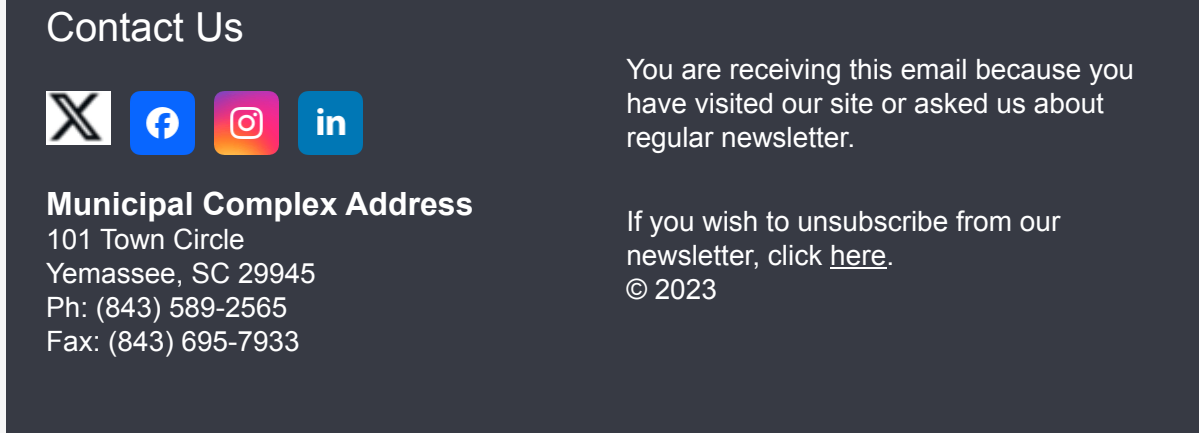 Contact Us
Municipal Complex Address
101 Town Circle
Yemassee, SC 29945
Ph: (843) 589-2565
Fax: (843) 695-7933
You are receiving this email because you
have visited our site or asked us about
regular newsletter.
If you wish to unsubscribe from our
newsletter, click here.
© 2023